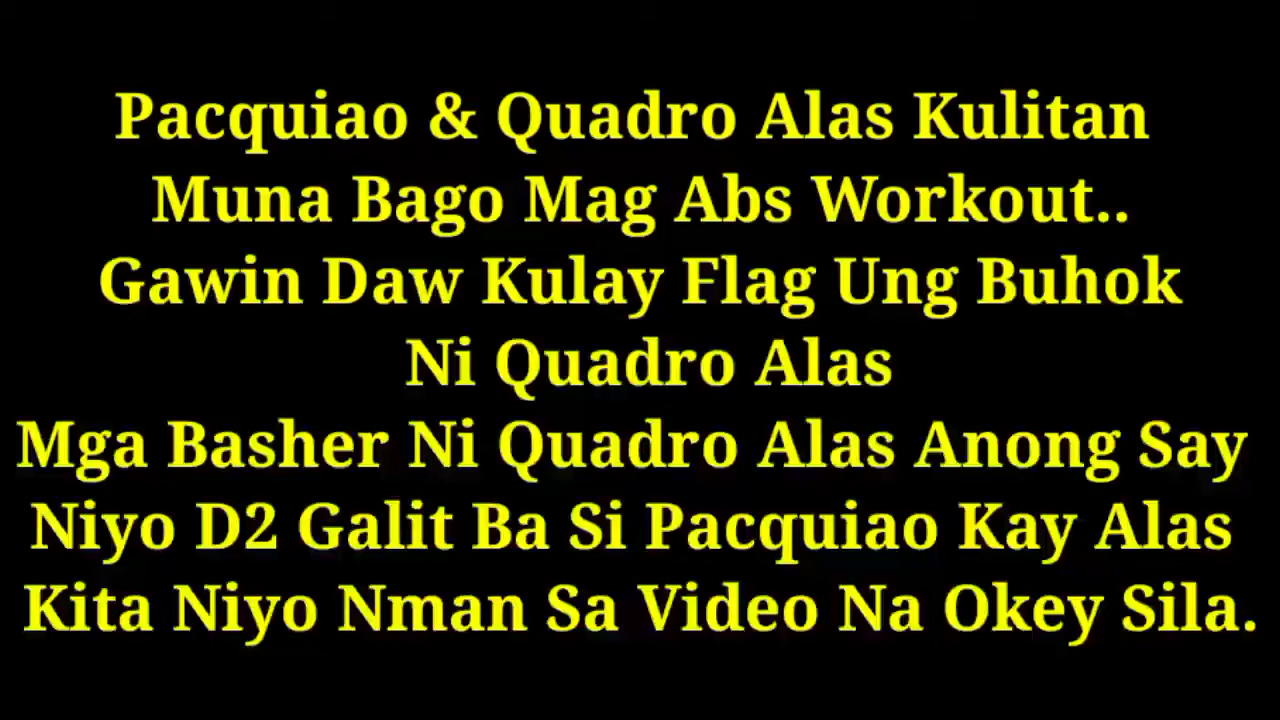 Pacquiao & Quadro Alas Kulitan
Muna Bago Mag Abs Workout..
Gawin Daw Kulay Flag Ung Buhok
Ni Quadro Alas
Mga Basher Ni Quadro Alas Anong Say
Niyo D2 Galit Ba Si Pacquiao Kay Alas
Kita Niyo Nman Sa Video Na Okey Sila.